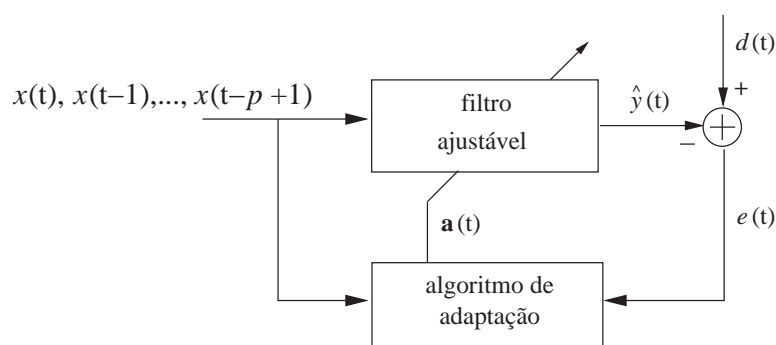 d(t)
x(t), x(t−1),..., x(t−p +1)
filtro
ajustável
ŷ(t)
+
+
−
a(t)
e(t)
algoritmo de
adaptação